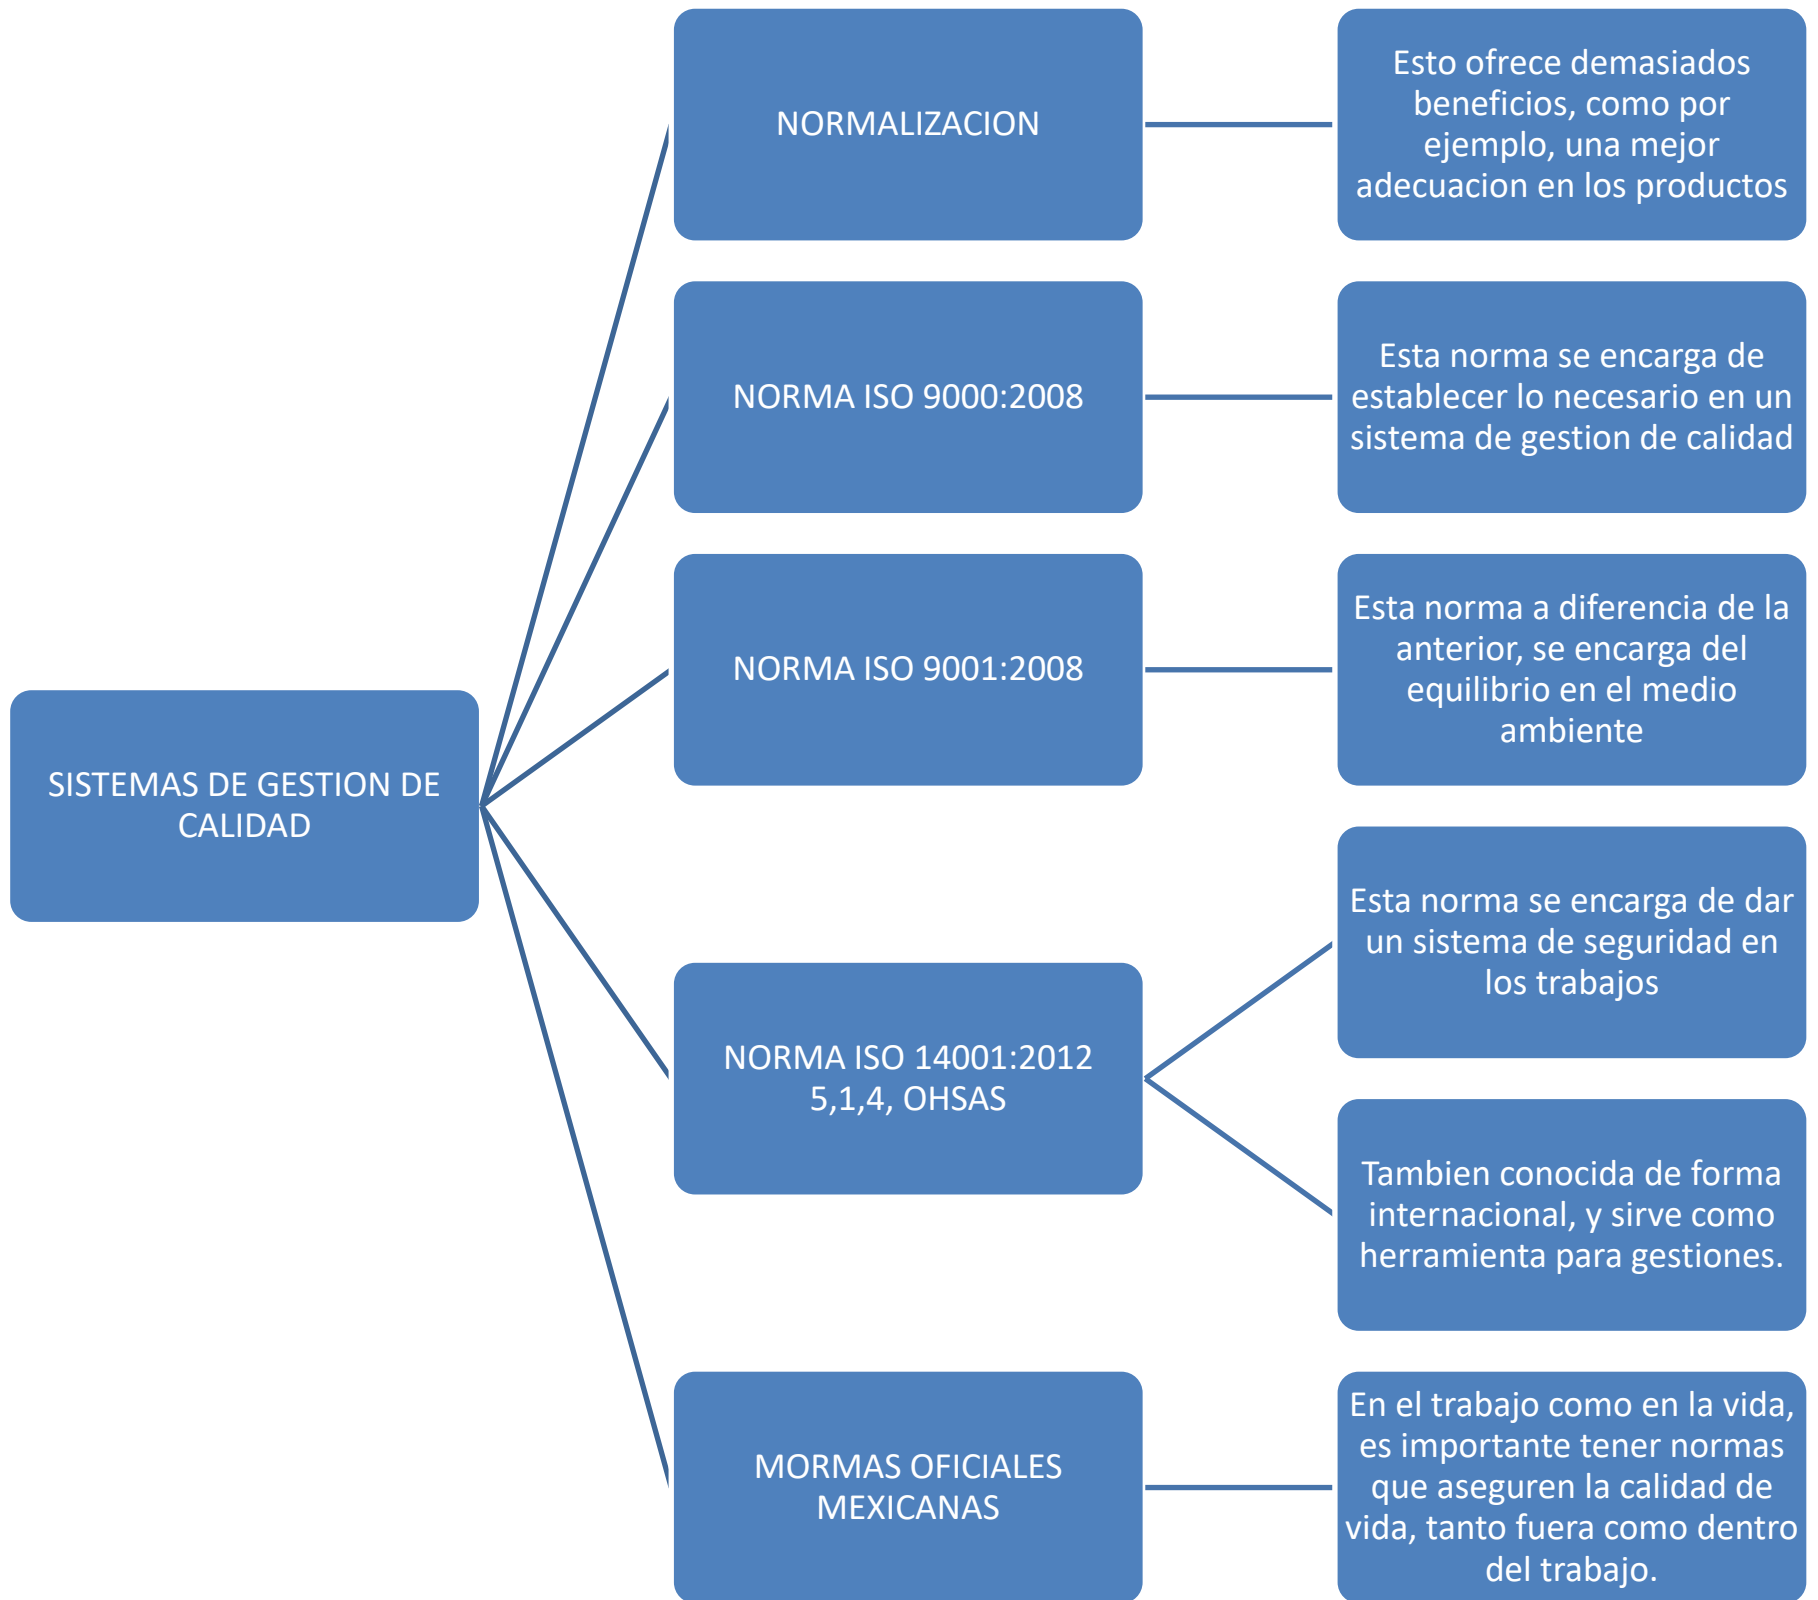 NORMALIZACION
Esto ofrece demasiados
beneficios, como por
ejemplo, una mejor
adecuacion en los productos
NORMA ISO 9000:2008
Esta norma se encarga de
establecer lo necesario en un
sistema de gestion de calidad
NORMA ISO 9001:2008
Esta norma a diferencia de la
anterior, se encarga del
equilibrio en el medio
ambiente
SISTEMAS DE GESTION DE
CALIDAD
NORMA ISO 14001:2012
5,1,4, OHSAS
Esta norma se encarga de dar
un sistema de seguridad en
los trabajos
Tambien conocida de forma
internacional, y sirve como
herramienta para gestiones.
MORMAS OFICIALES
MEXICANAS
En el trabajo como en la vida,
es importante tener normas
que aseguren la calidad de
vida, tanto fuera como dentro
del trabajo.